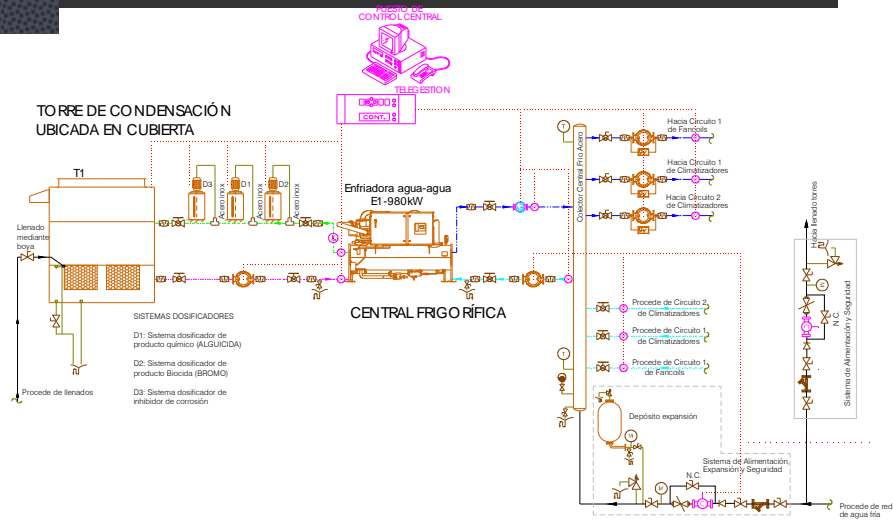 PUESTO DE
CONTROL CENTRAL
TELEGESTION
CONT.
TORRE DE CONDENSACIÓN
UBICADA EN CUBIERTA
T1
D3
Acero inox
D1
Acero inox
D2
Acero inox
Enfriadora agua-agua
E1-980kW
Llenado
mediante
boya
Procede de llenados
SISTEMAS DOSIFICADORES
D1: Sistema dosificador de
producto químico (ALGUICIDA)
D2: Sistema dosificador de
producto Biocida (BROMO)
D3: Sistema dosificador de
inhibidor de corrosión
CENTRAL FRIGORÍFICA
T
Colector Central Frío Acero
Hacia Circuito 1
de Fancoils
Hacia Circuito 1
de Climatizadores
Hacia Circuito 2
de Climatizadores
Procede de Circuito 2
de Climatizadores
Procede de Circuito 1
de Climatizadores
Procede de Circuito 1
de Fancoils
T
Depósito expansión
M
Sistema de Alimentación,
Expansión y Seguridad
N.C.
M
Procede de red
de agua fría
Hacia llenado torres
N.C.
Sistema de Alimentación y Seguridad